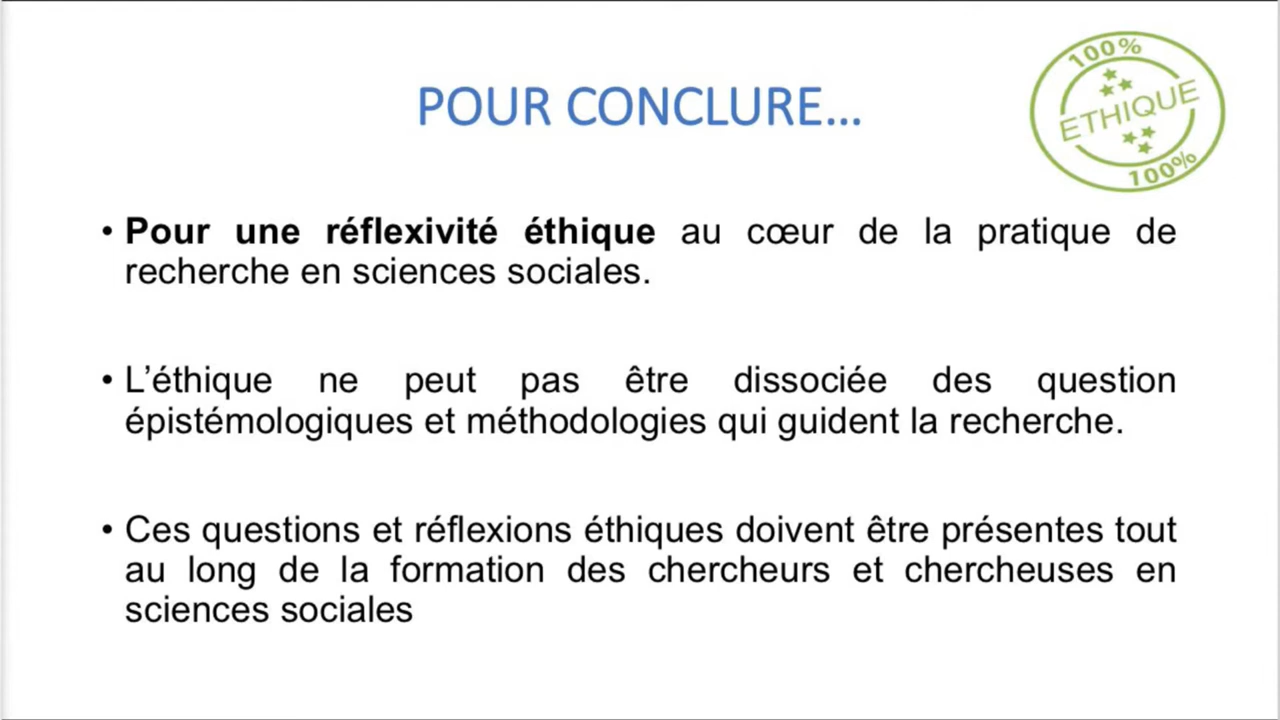 POUR CONCLURE...
100%
ETHIQUE
100%
• Pour une réflexivité éthique au cœur de la pratique de
recherche en sciences sociales.
• L’éthique ne peut pas être dissociée des question
épistémologiques et méthodologies qui guident la recherche.
• Ces questions et réflexions éthiques doivent être présentes tout
au long de la formation des chercheurs et chercheuses en
sciences sociales